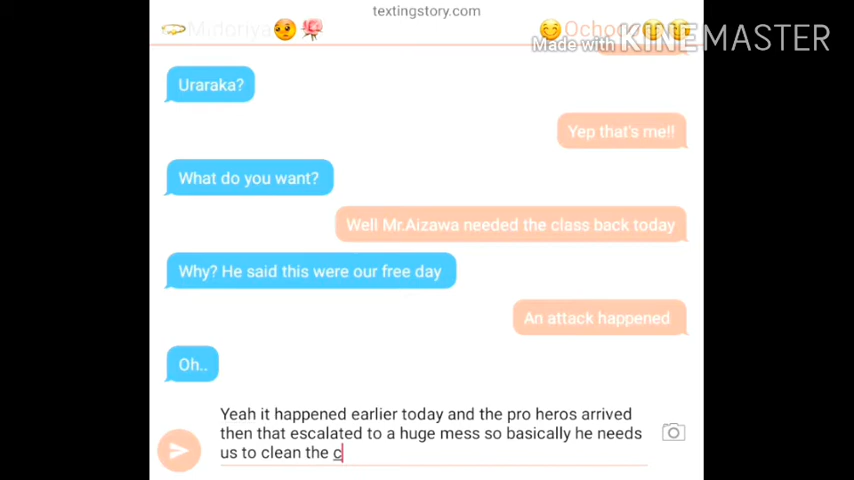 textingstory.com
Midoriya
Made with KINEMASTER
Uraraka?
Yep that's me!!
What do you want?
Well Mr.Aizawa needed the class back today
Why? He said this were our free day
An attack happened
Oh..
Yeah it happened earlier today and the pro heros arrived
then that escalated to a huge mess so basically he needs
us to clean the c